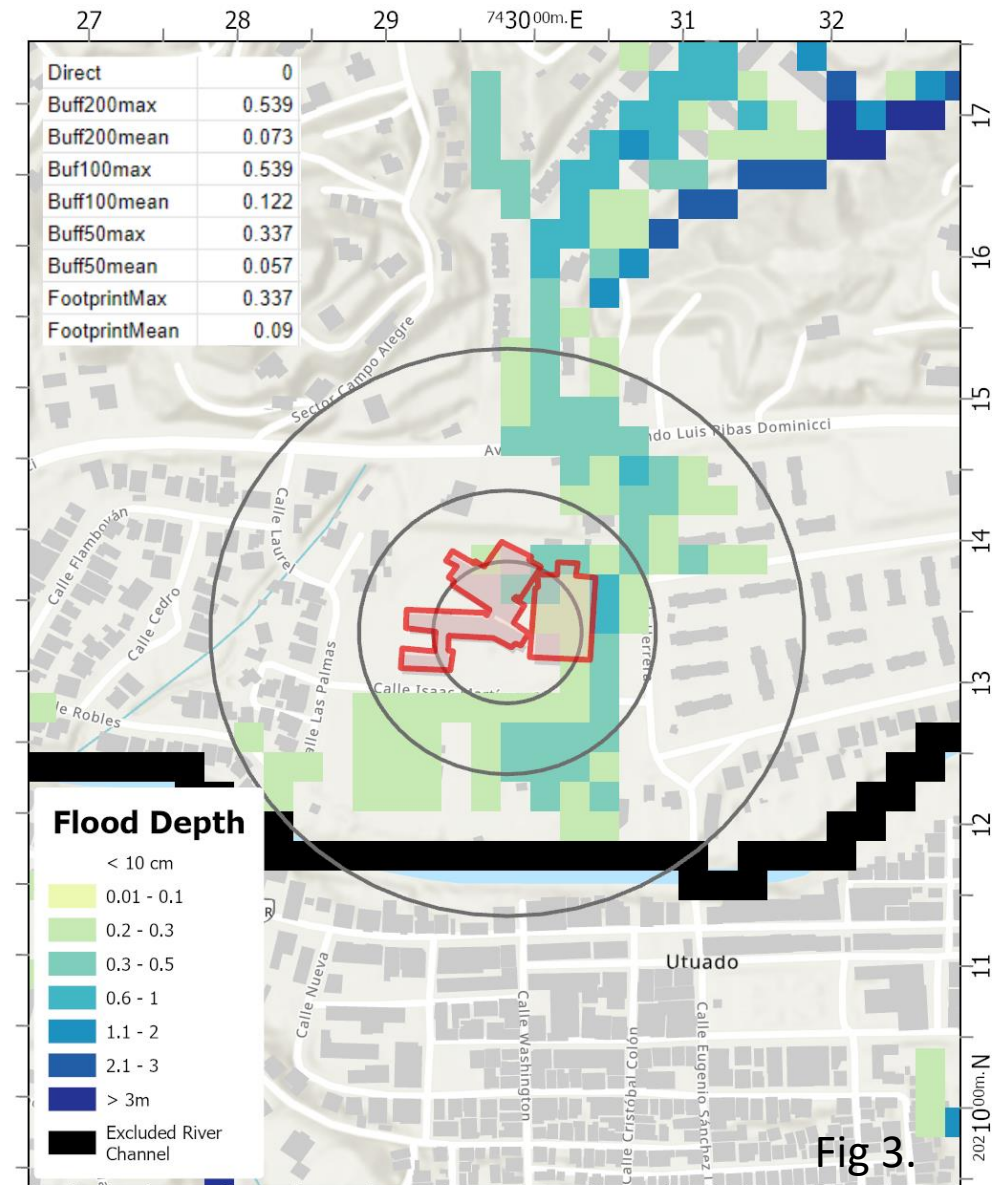 27 28 29 7430⁰⁰ᵐ·E 31 32
Direct 0
Buff200max 0.539
Buff200mean 0.073
Buf100max 0.539
Buff100mean 0.122
Buff50max 0.337
Buff50mean 0.057
FootprintMax 0.337
FootprintMean 0.09
17
16
15
14
13
12
11
20210⁰⁰ᵐ·N
Sector Campo Alegre
Av
ndo Luis Ribas Dominicci
Calle Flamboyán
Calle Laurel
Calle Cedro
Calle Las Palmas
Herrera
Calle Isaac
le Robles
Flood Depth
< 10 cm
0.01 - 0.1
0.2 - 0.3
0.3 - 0.5
0.6 - 1
1.1 - 2
2.1 - 3
> 3m
Excluded River
Channel
R
Utuado
Calle Nueva
Calle Washington
Calle Cristóbal Colón
Calle Eugenio Sánchez
Fig 3.